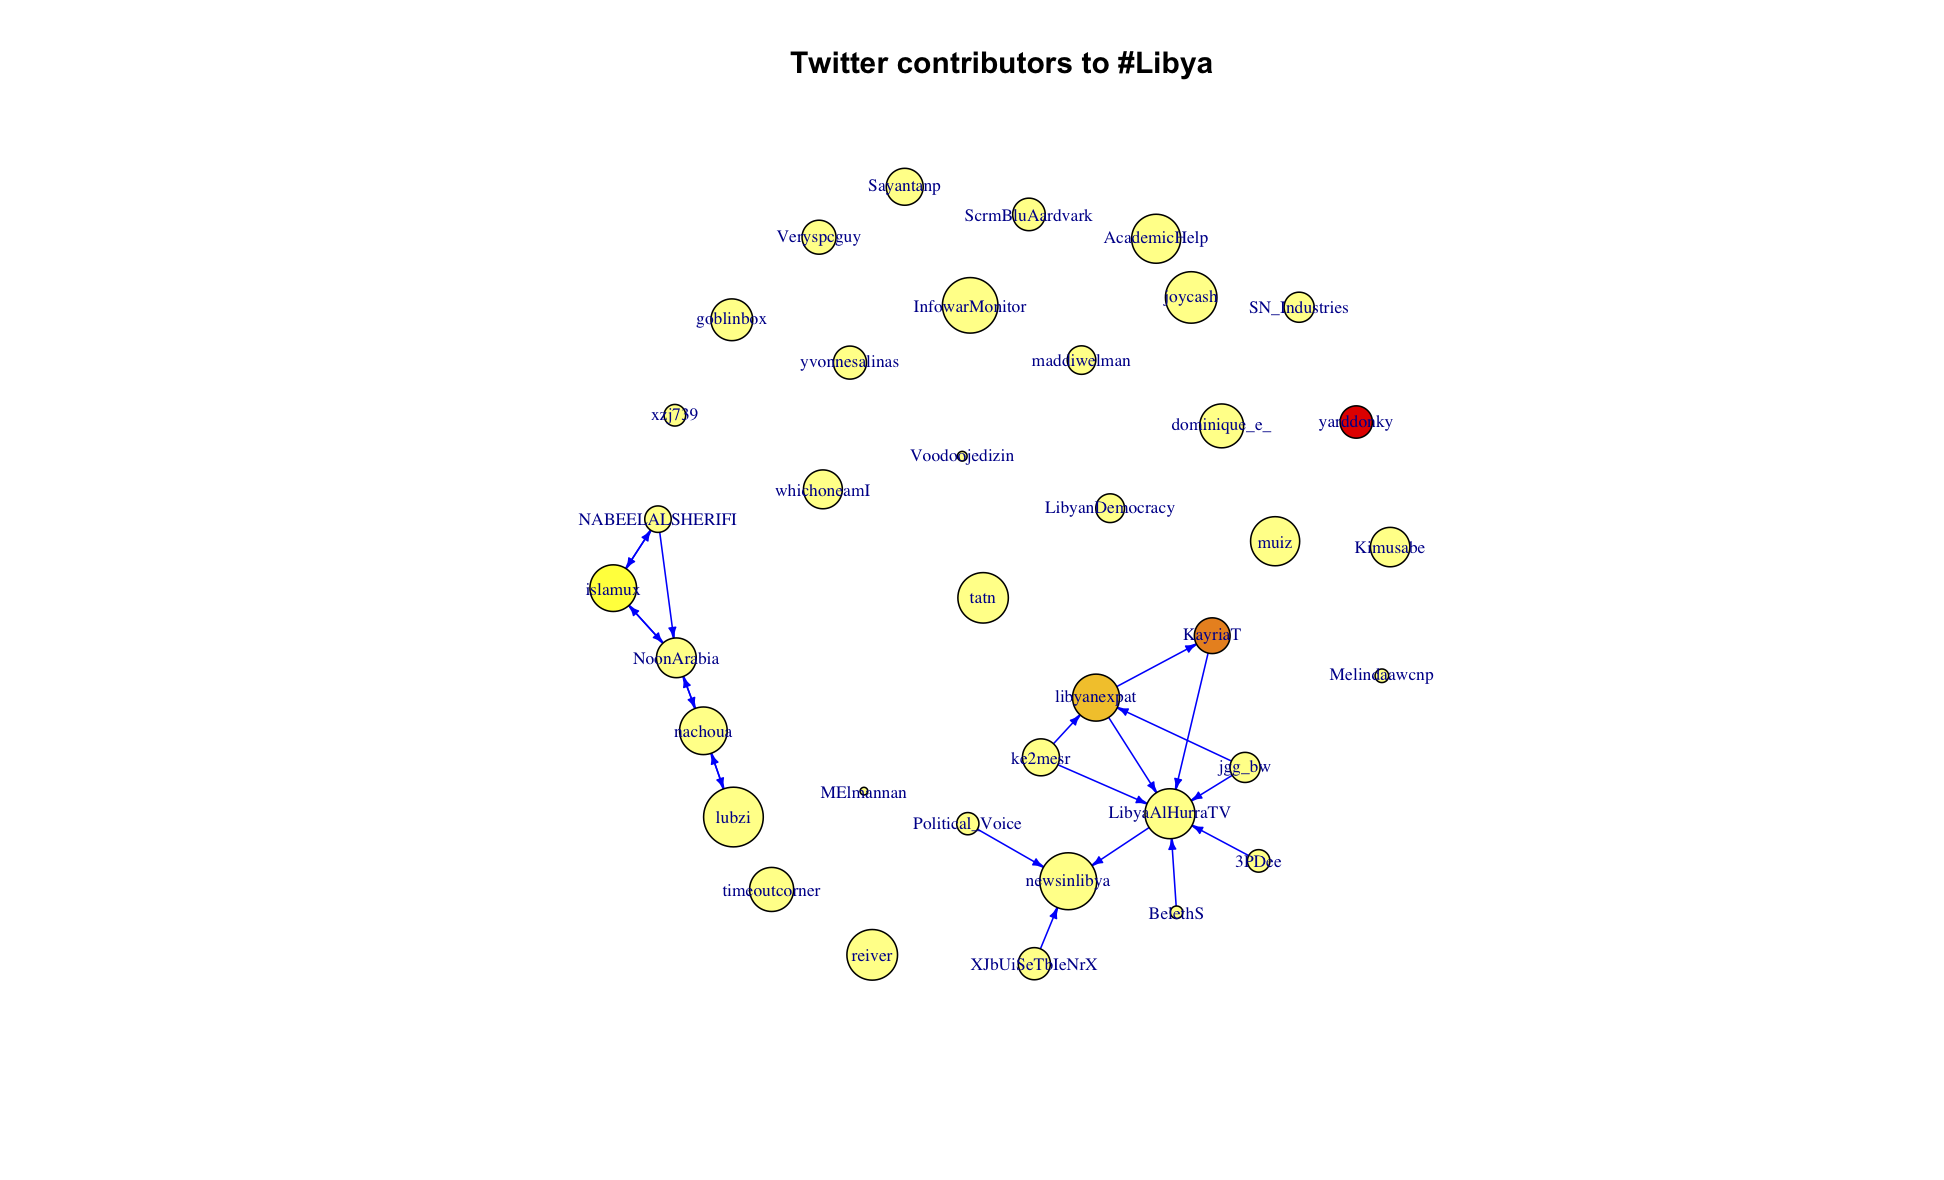 Twitter contributors to #Libya
Sayantanp
ScrmBluAardvark
Veryspcguy
AcademicHelp
joycash
InfowarMonitor
SN_Industries
goblinbox
yvonnesalinas
maddiwelman
xzj739
dominique_e_
yarddonky
Voodoojedizin
whichoneamI
LibyanDemocracy
NABEELALSHERIFI
muiz
Kimusabe
islamux
tatn
KayriaT
NoonArabia
Melindaawcnp
libyanexpat
nachoua
ke2mesr
jgg_bw
MElmannan
LibyaAlHurraTV
lubzi
Political_Voice
3PDee
newsinlibya
timeoutcorner
BelethS
reiver
XJbUiSeTbIeNrX